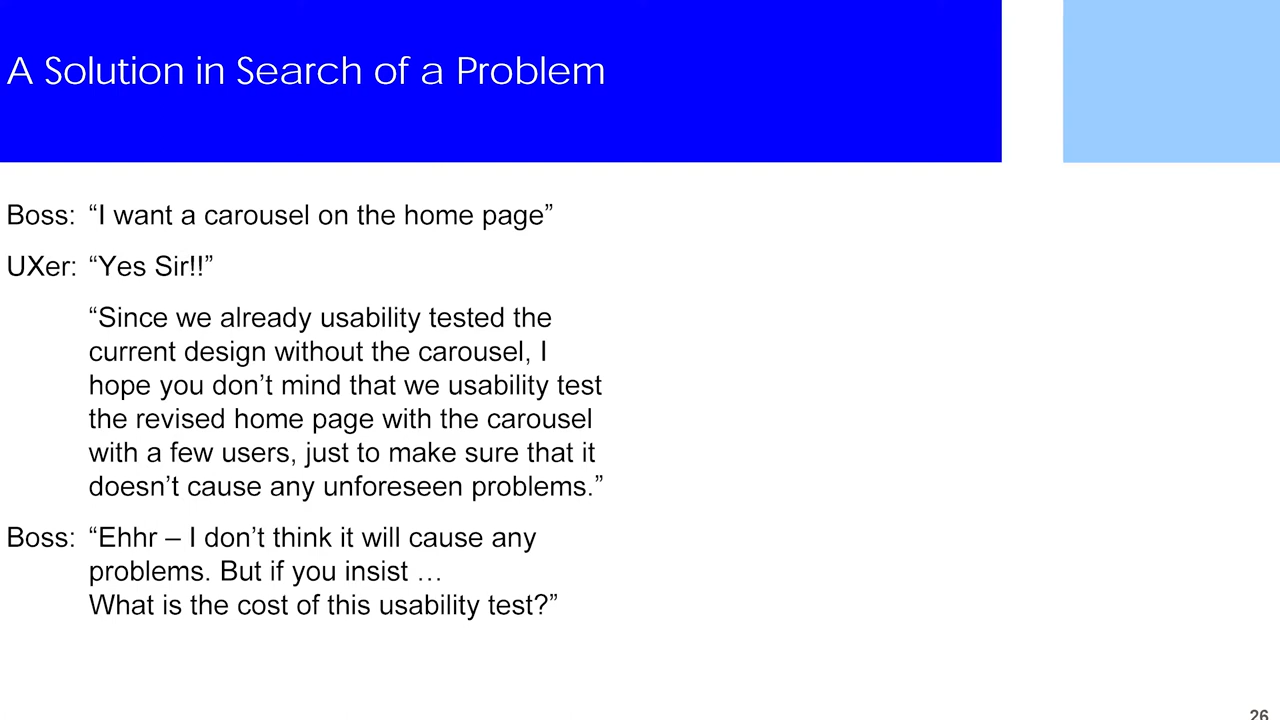 A Solution in Search of a Problem
Boss: “I want a carousel on the home page”
UXer: “Yes Sir!!”
“Since we already usability tested the
current design without the carousel, I
hope you don’t mind that we usability test
the revised home page with the carousel
with a few users, just to make sure that it
doesn’t cause any unforeseen problems.”
Boss: “Ehhr – I don’t think it will cause any
problems. But if you insist …
What is the cost of this usability test?”
26